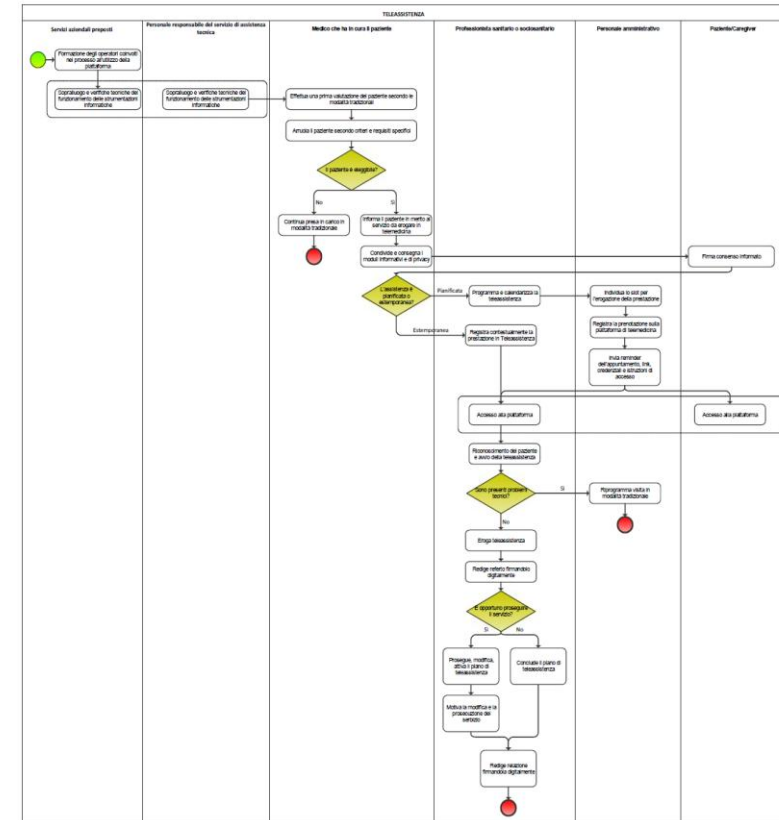 TELEASSISTENZA
Servizi aziendali preposti
Personale responsabile del servizio di assistenza
tecnica
Medico che ha in cura il paziente
Professionista sanitario o sociosanitario
Personale amministrativo
Paziente/Caregiver
Formazione degli operatori coinvolti
nel processo all'utilizzo della
piattaforma
Sopralluogo e verifiche tecniche del
funzionamento delle strumentazioni
informatiche
Sopralluogo e verifiche tecniche del
funzionamento delle strumentazioni
informatiche
Effettua una prima valutazione del paziente secondo le
modalità tradizionali
Arruola il paziente secondo criteri e requisiti specifici
Il paziente è eleggibile?
No
Si
Continua presa in carico in
modalità tradizionale
Informa il paziente in merito al
servizio da erogare in
telemedicina
Condivide e consegna i
moduli informativi e di privacy
Firma consenso informato
L'assistenza è
pianificata o
estemporanea?
Pianificata
Programma e calendarizza la
teleassistenza
Individua lo slot per
l'erogazione della prestazione
Estemporanea
Registra contestualmente la
prestazione in Teleassistenza
Registra la prenotazione sulla
piattaforma di telemedicina
Invia reminder
dell'appuntamento, link,
credenziali e istruzioni di
accesso
Accesso alla piattaforma
Accesso alla piattaforma
Riconoscimento del paziente
e avvio della teleassistenza
Sono presenti problemi
tecnici?
Si
Riprogramma visita in
modalità tradizionale
No
Eroga teleassistenza
Redige referto firmandolo
digitalmente
È opportuno proseguire
il servizio?
Si
No
Prosegue, modifica,
attiva il piano di
teleassistenza
Conclude il piano di
teleassistenza
Motiva la modifica e la
prosecuzione del
servizio
Redige relazione
firmandola digitalmente